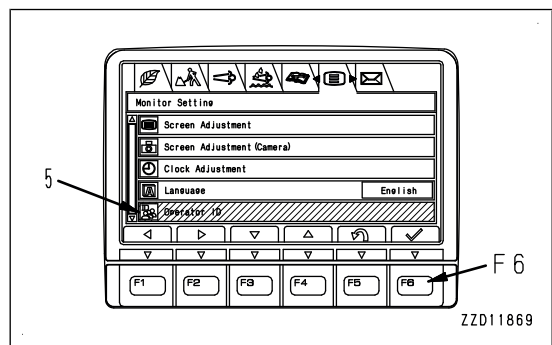 Monitor Setting
Screen Adjustment
Screen Adjustment (Camera)
Clock Adjustment
Language English
5
Operator ID
F1 F2 F3 F4 F5 F6
F6
ZZD11869